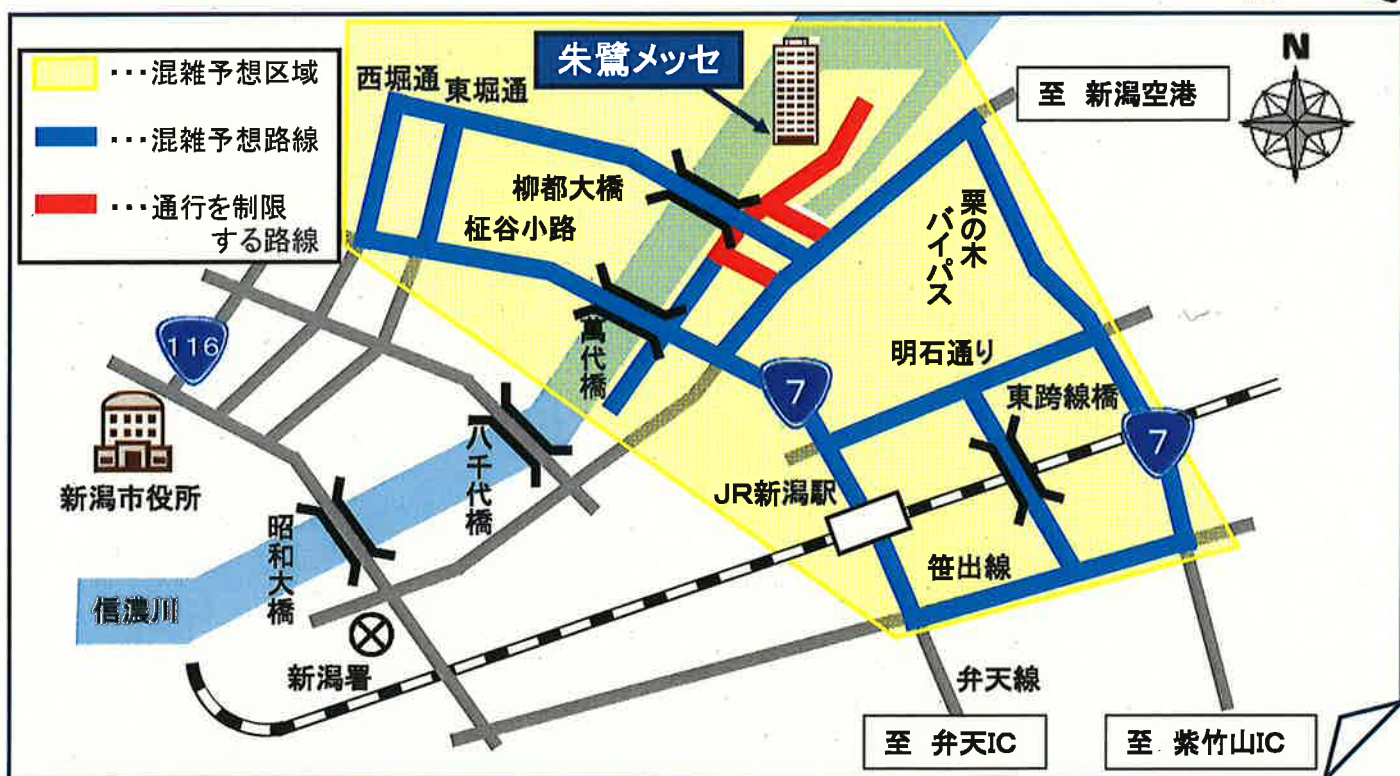 ･･･混雑予想区域
･･･混雑予想路線
･･･通行を制限
する路線
朱鷺メッセ
N
至 新潟空港
西堀通
東堀通
柳都大橋
柾谷小路
栗の木
バイパス
116
萬代橋
明石通り
7
東跨線橋
7
新潟市役所
八千代橋
JR新潟駅
昭和大橋
笹出線
信濃川
新潟署
弁天線
至 弁天IC
至 紫竹山IC